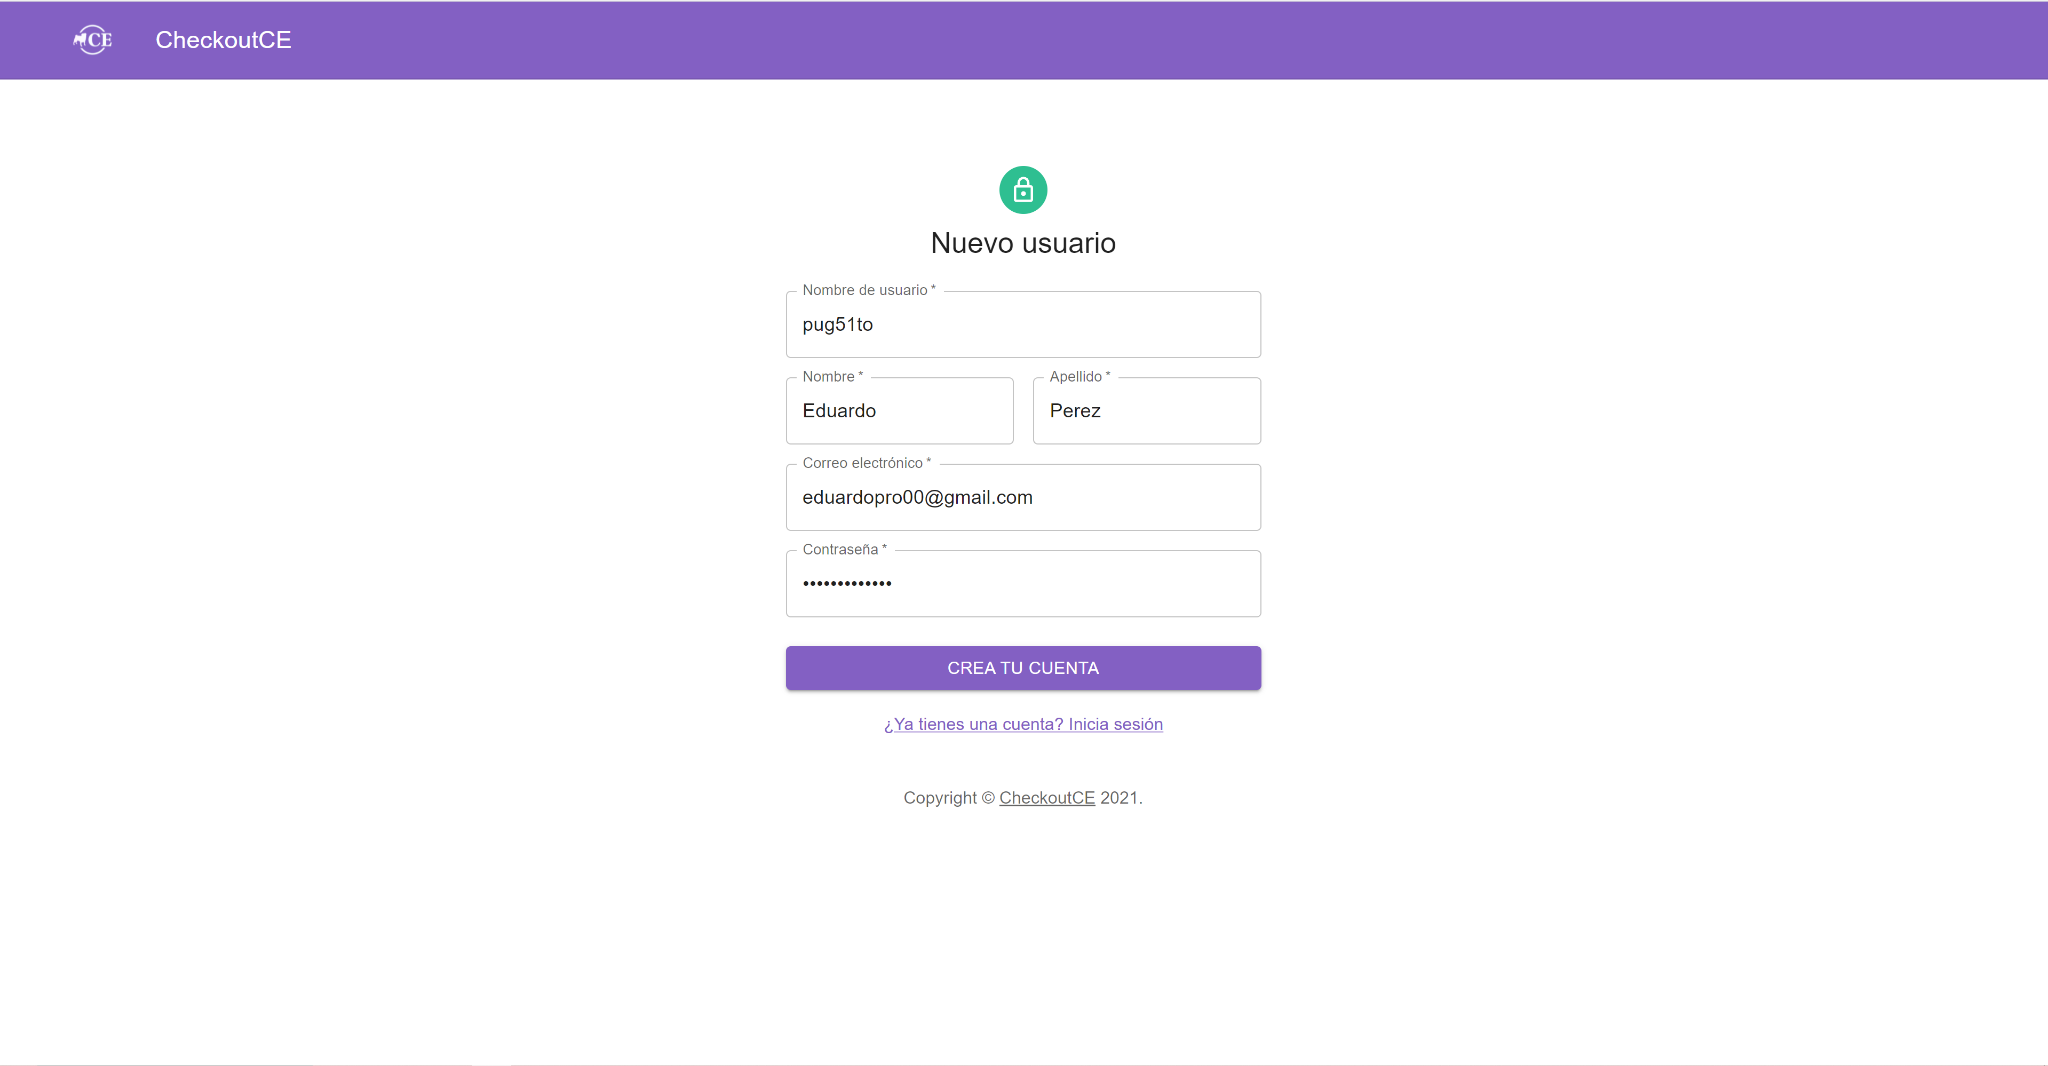 CE CheckoutCE
Nuevo usuario
Nombre de usuario *
pug51to
Nombre * Apellido *
Eduardo Perez
Correo electrónico *
eduardopro00@gmail.com
Contraseña *
•••••••••••••
CREA TU CUENTA
¿Ya tienes una cuenta? Inicia sesión
Copyright © CheckoutCE 2021.